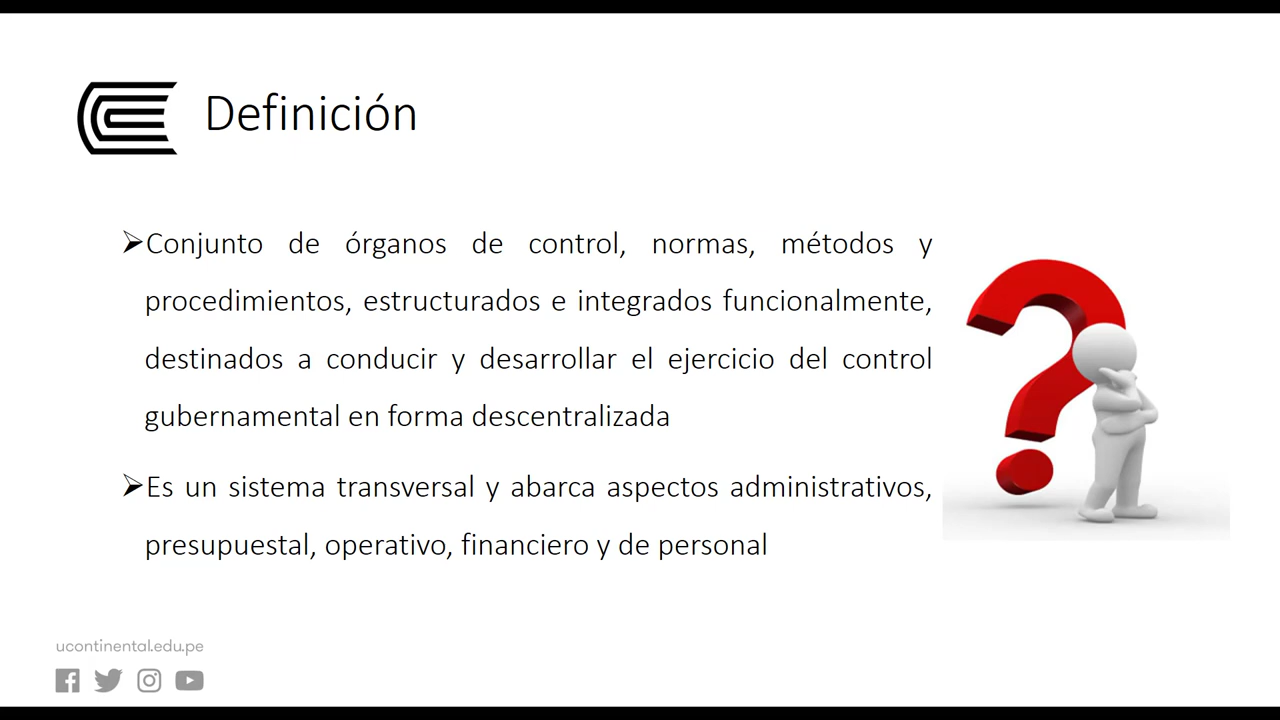 Definición
➢Conjunto de órganos de control, normas, métodos y
procedimientos, estructurados e integrados funcionalmente,
destinados a conducir y desarrollar el ejercicio del control
gubernamental en forma descentralizada
➢Es un sistema transversal y abarca aspectos administrativos,
presupuestal, operativo, financiero y de personal
ucontinental.edu.pe